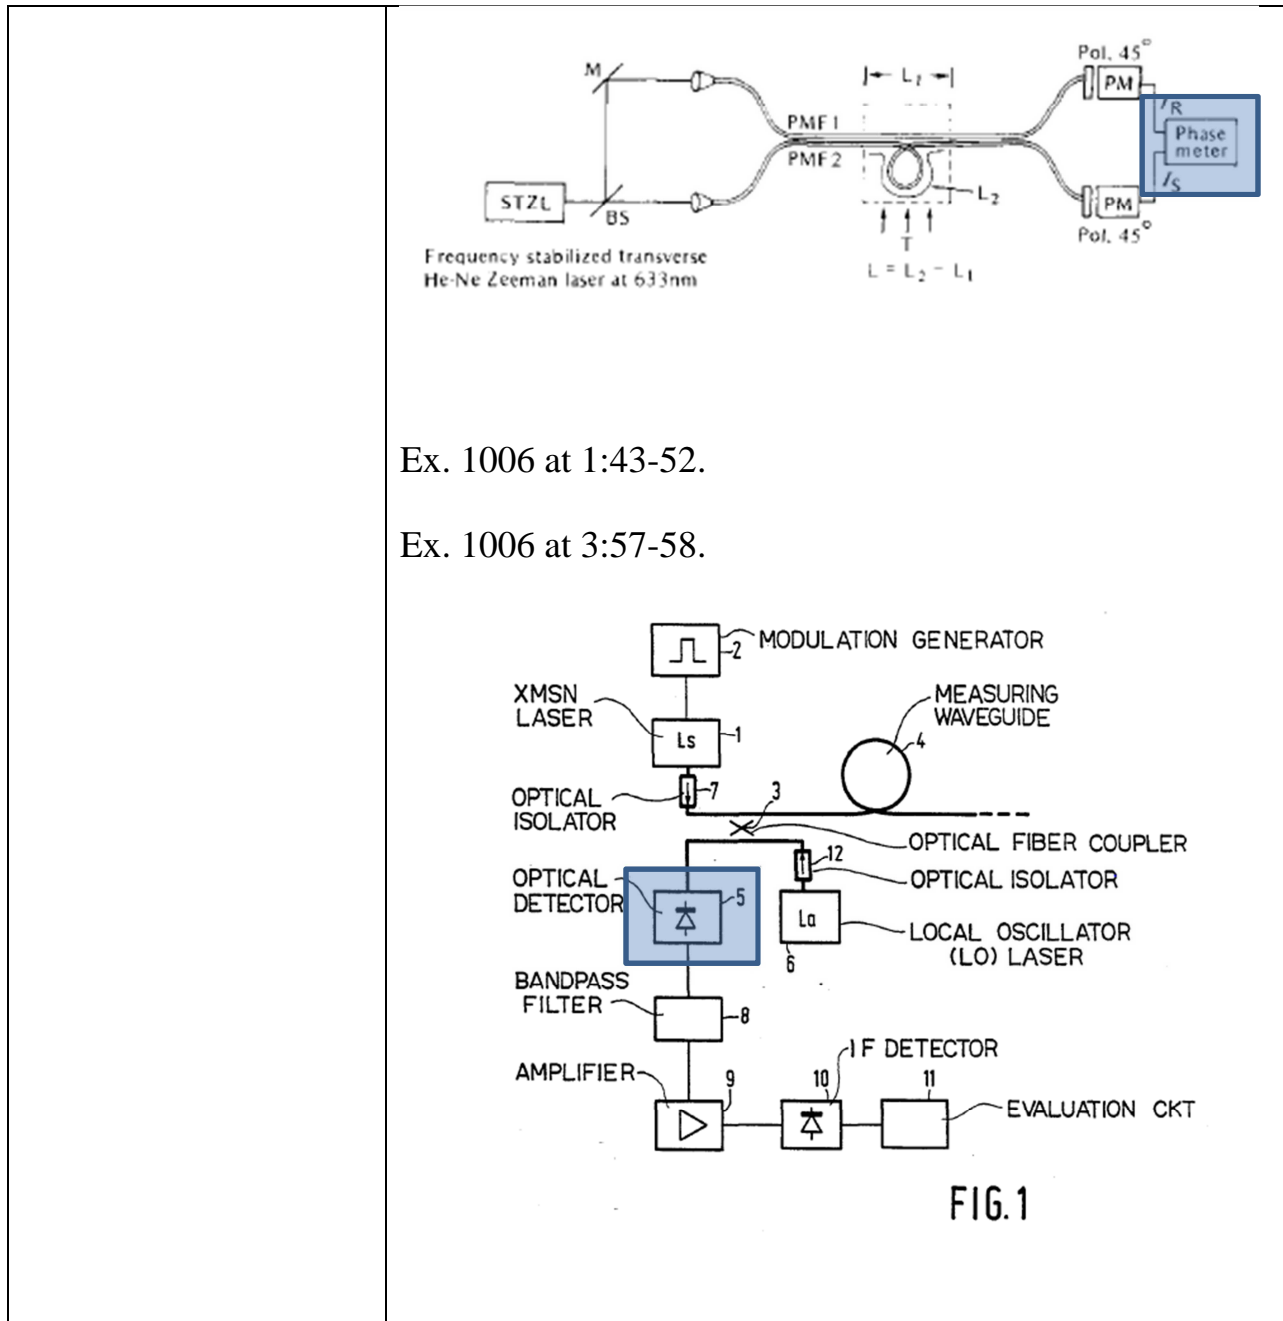 Pol. 45°
M
L1
PM
PMF1
IR
Phase
meter
PMF2
STZL
BS
L2
IS
PM
T
Pol. 45°
Frequency stabilized transverse
He-Ne Zeeman laser at 633nm
L = L2 - L1
Ex. 1006 at 1:43-52.
Ex. 1006 at 3:57-58.
2
MODULATION GENERATOR
XMSN
LASER
Ls
1
MEASURING
WAVEGUIDE
4
OPTICAL
ISOLATOR
7
3
OPTICAL FIBER COUPLER
12
OPTICAL ISOLATOR
OPTICAL
DETECTOR
5
La
6
LOCAL OSCILLATOR
(LO) LASER
BANDPASS
FILTER
8
IF DETECTOR
AMPLIFIER
9
10
11
EVALUATION CKT
FIG.1